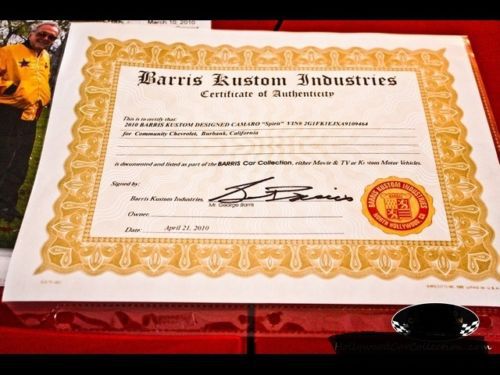 March 10, 2010
Barris Kustom Industries
Certificate of Authenticity
This is to certify that:
2010 BARRIS KUSTOM DESIGNED CAMARO "Spirit" VIN# 2G1FK1EJXA9109464
for Community Chevrolet, Burbank, California
is documented and listed as part of the BARRIS Car Collection, either Movie & TV or Kustom Motor Vehicles.
Signed by:
Barris Kustom Industries.
Mr. George Barris
Owner:
Date: April 21, 2010
BARRIS KUSTOM INDUSTRIES
NORTH HOLLYWOOD, CA
HollywoodCarCollection.com